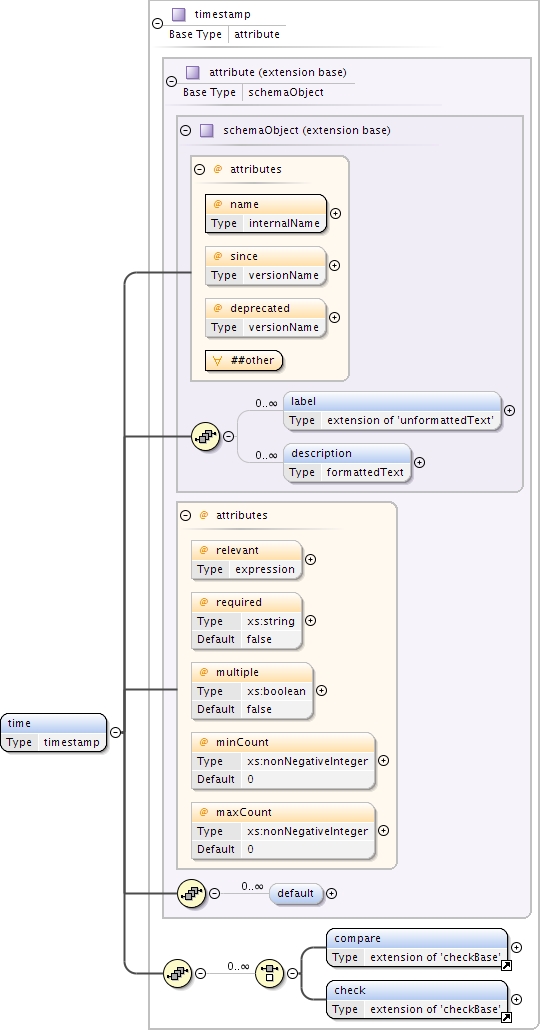 timestamp
Base Type attribute
attribute (extension base)
Base Type schemaObject
schemaObject (extension base)
@ attributes
@ name
Type internalName
@ since
Type versionName
@ deprecated
Type versionName
∀ ##other
0..∞ label
Type extension of 'unformattedText'
0..∞ description
Type formattedText
@ attributes
@ relevant
Type expression
@ required
Type xs:string
Default false
@ multiple
Type xs:boolean
Default false
time
Type timestamp
@ minCount
Type xs:nonNegativeInteger
Default 0
@ maxCount
Type xs:nonNegativeInteger
Default 0
0..∞ default
0..∞
compare
Type extension of 'checkBase'
check
Type extension of 'checkBase'